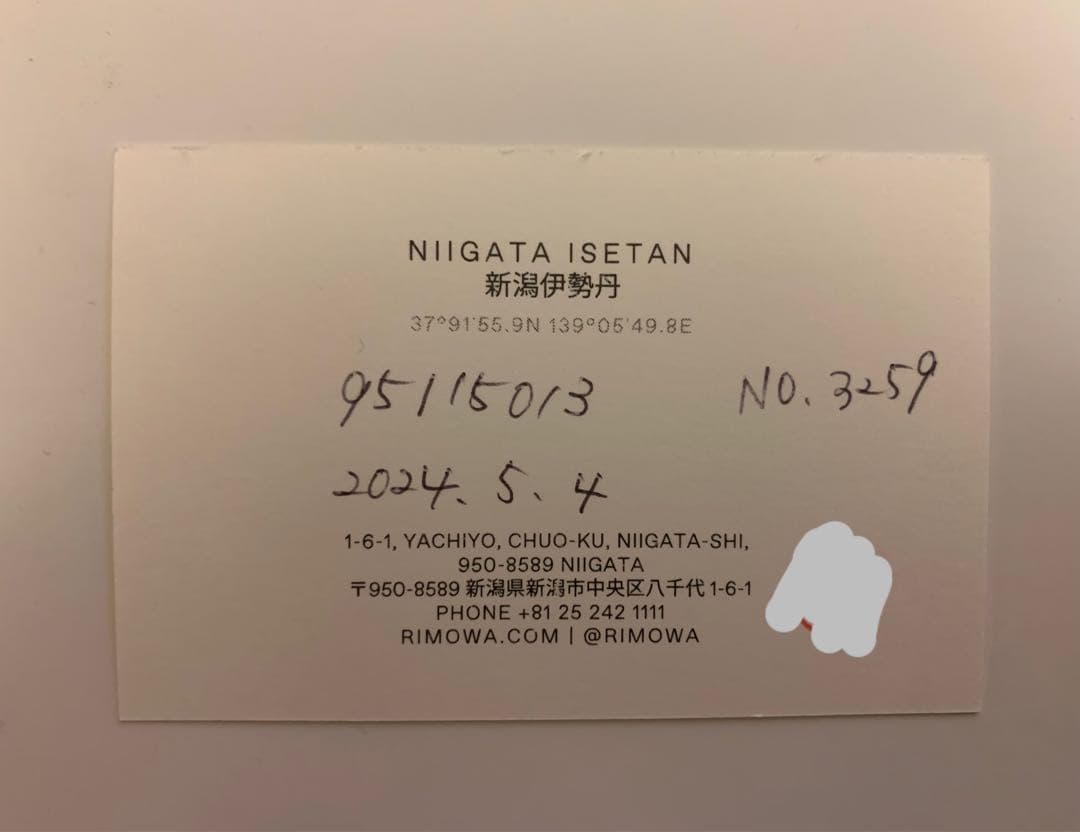 NIIGATA ISETAN
新潟伊勢丹
37°91'55.9N 139°05'49.8E
95115013 NO. 3259
2024. 5. 4
1-6-1, YACHIYO, CHUO-KU, NIIGATA-SHI,
950-8589 NIIGATA
〒950-8589 新潟県新潟市中央区八千代 1-6-1
PHONE +81 25 242 1111
RIMOWA.COM | @RIMOWA